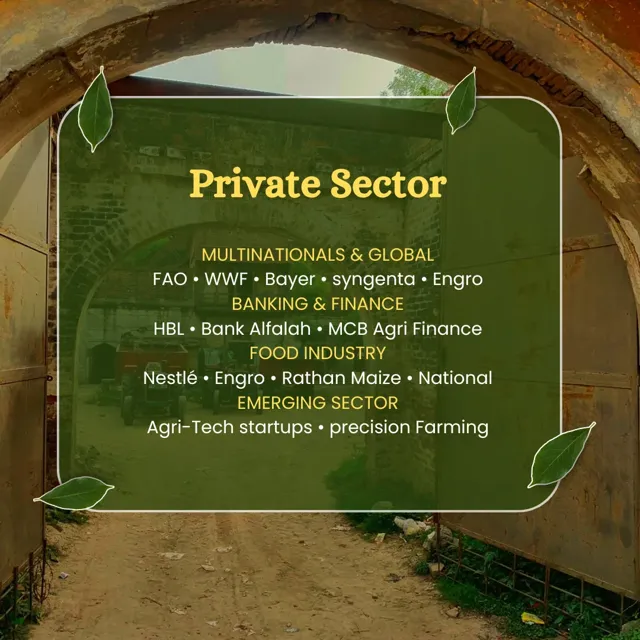 Private Sector
MULTINATIONALS & GLOBAL
FAO • WWF • Bayer • syngenta • Engro
BANKING & FINANCE
HBL • Bank Alfalah • MCB Agri Finance
FOOD INDUSTRY
Nestlé • Engro • Rathan Maize • National
EMERGING SECTOR
Agri-Tech startups • precision Farming